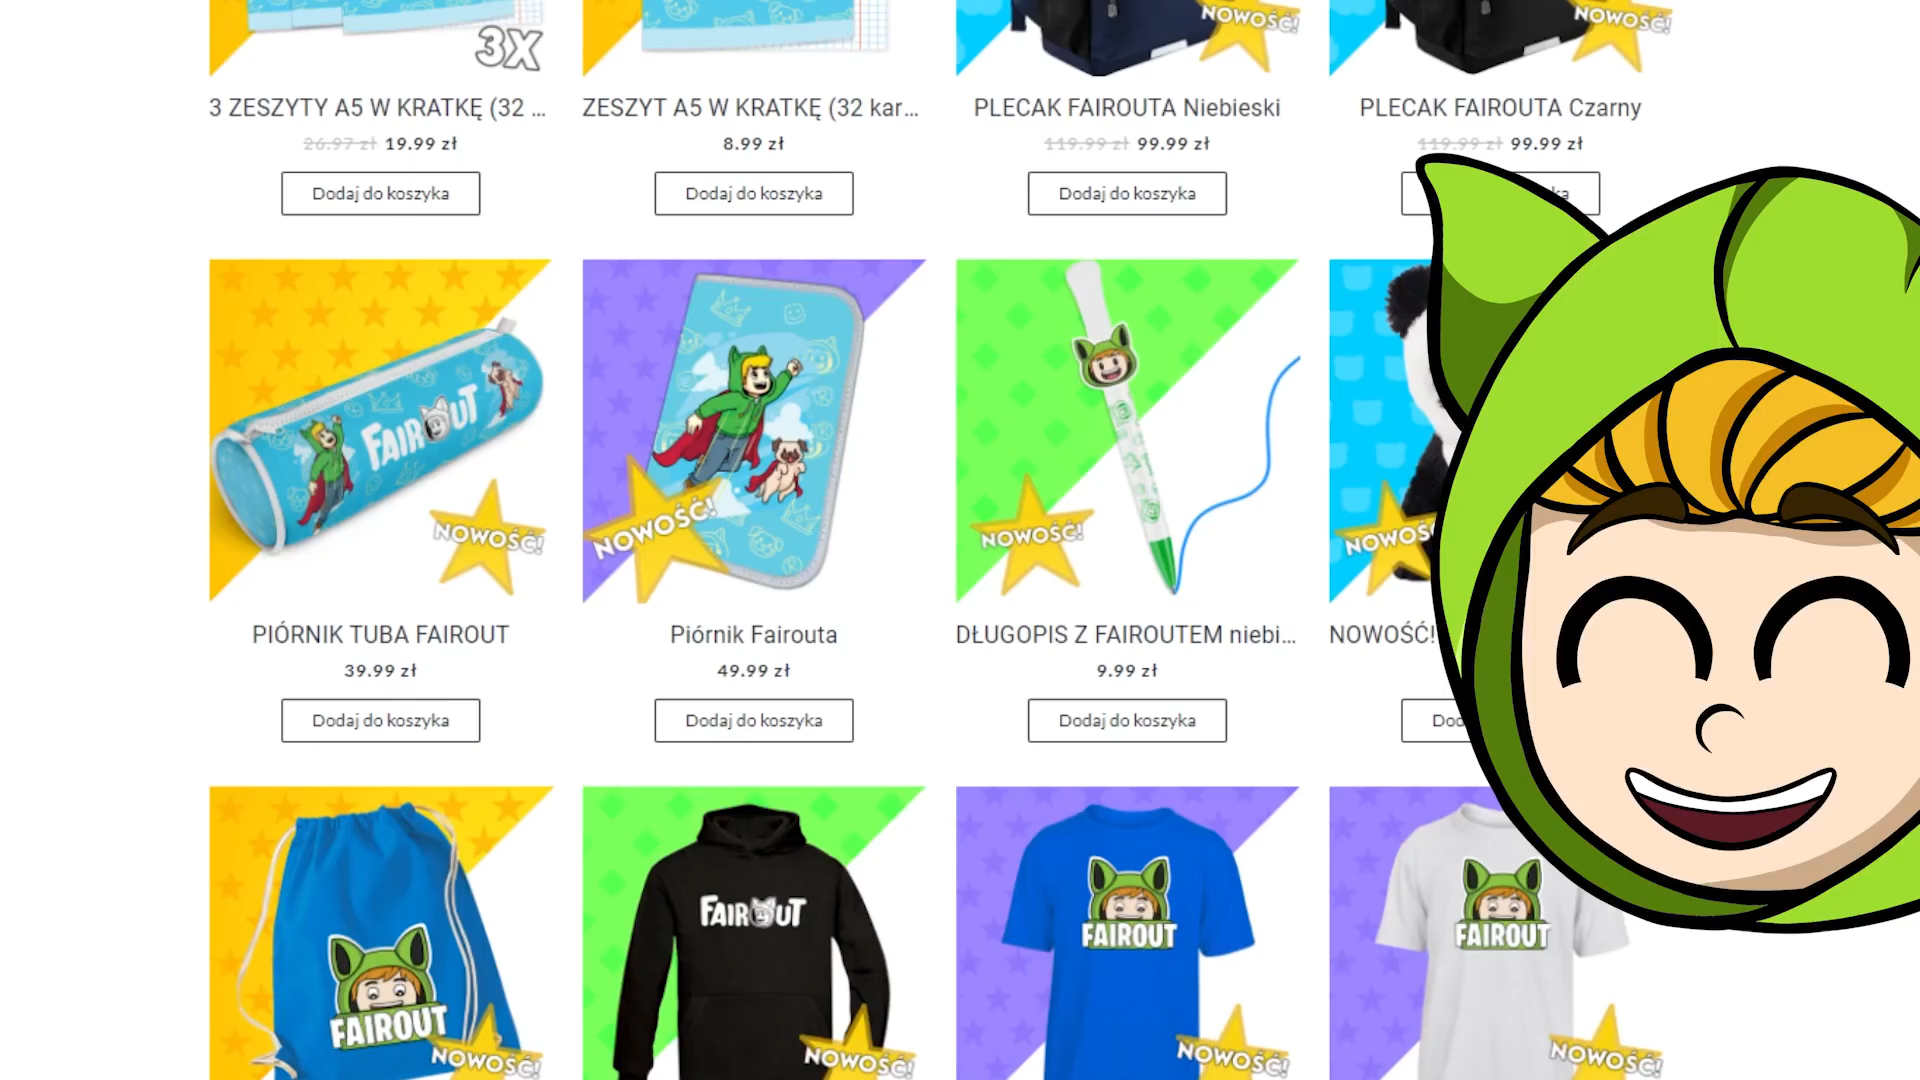 3X
NOWOŚĆ!
NOWOŚĆ!
3 ZESZYTY A5 W KRATKĘ (32 ...
ZESZYT A5 W KRATKĘ (32 kar...
PLECAK FAIROUTA Niebieski
PLECAK FAIROUTA Czarny
26.97 zł 19.99 zł
8.99 zł
119.99 zł 99.99 zł
119.99 zł 99.99 zł
Dodaj do koszyka
Dodaj do koszyka
Dodaj do koszyka
FAIROUT
NOWOŚĆ!
NOWOŚĆ!
NOWOŚĆ!
PIÓRNIK TUBA FAIROUT
Piórnik Fairouta
DŁUGOPIS Z FAIROUTEM niebi...
NOWOŚĆ!
39.99 zł
49.99 zł
9.99 zł
Dodaj do koszyka
Dodaj do koszyka
Dodaj do koszyka
FAIROUT
FAIROUT
FAIROUT
FAIROUT
NOWOŚĆ!
NOWOŚĆ!
NOWOŚĆ!
NOWOŚĆ!